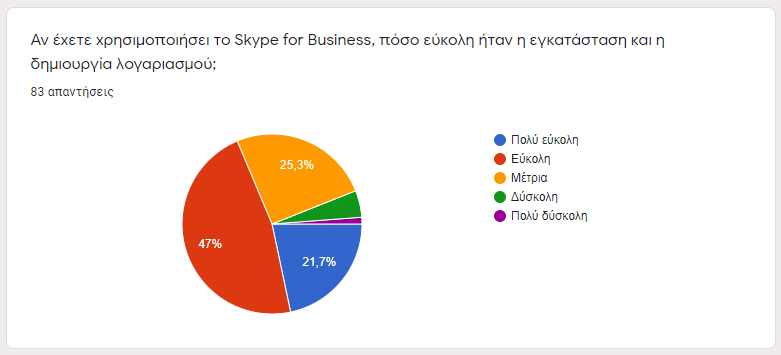 Αν έχετε χρησιμοποιήσει το Skype for Business, πόσο εύκολη ήταν η εγκατάσταση και η
δημιουργία λογαριασμού;
83 απαντήσεις
25,3%
47%
21,7%
Πολύ εύκολη
Εύκολη
Μέτρια
Δύσκολη
Πολύ δύσκολη